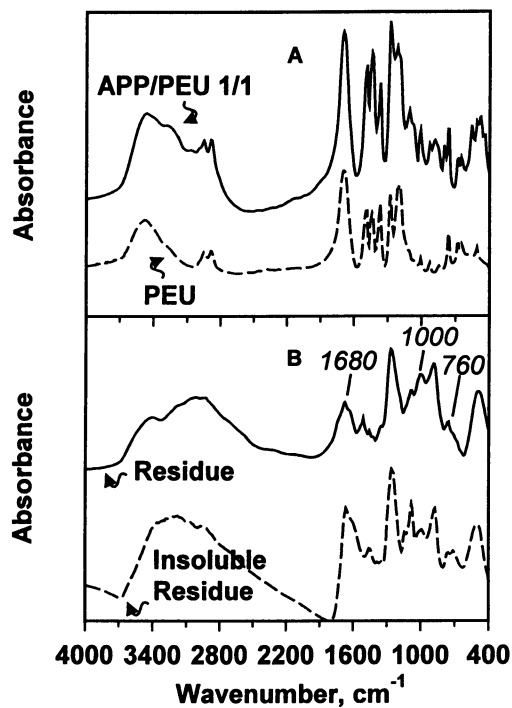 A
APP/PEU 1/1
Absorbance
PEU
B
1680
1000
760
Absorbance
Residue
Insoluble
Residue
4000 3400 2800 2200 1600 1000 400
Wavenumber, cm-1